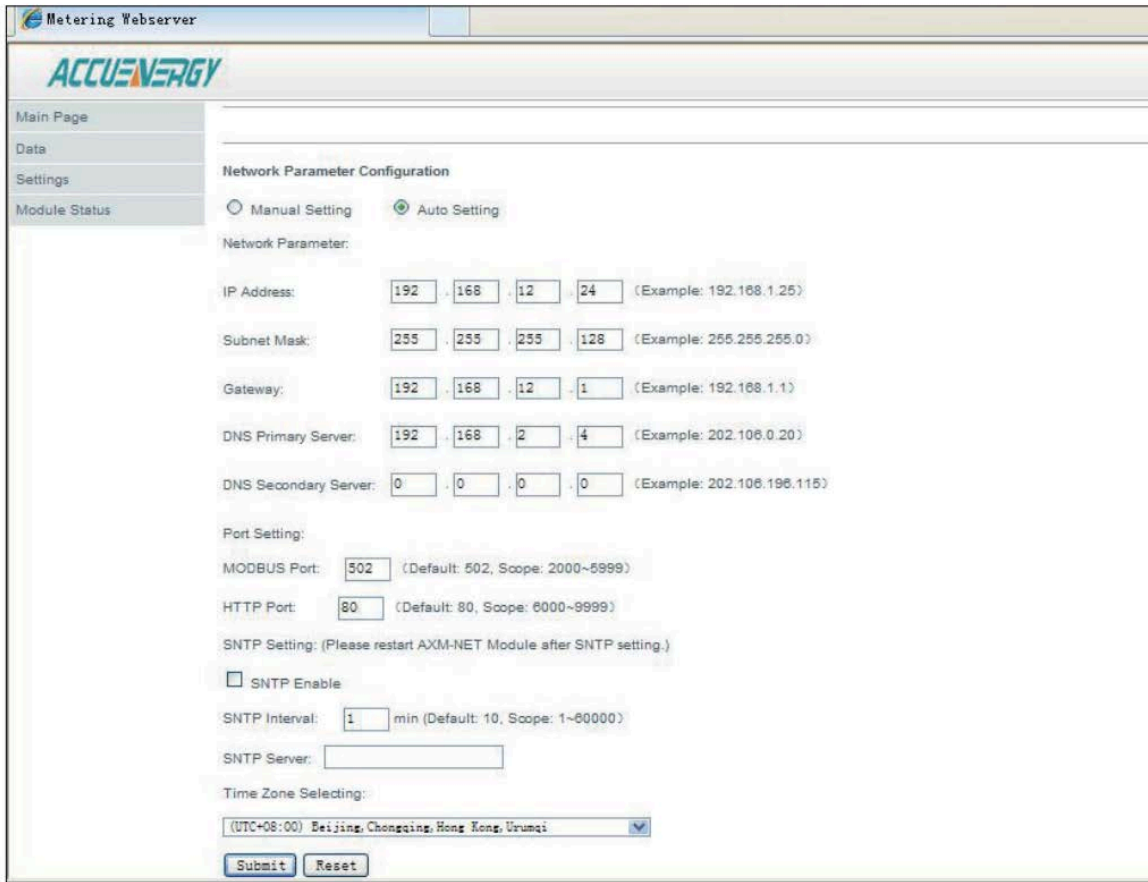 Metering Webserver
ACCUENERGY
Main Page
Data
Settings
Module Status
Network Parameter Configuration
Manual Setting Auto Setting
Network Parameter:
IP Address: 192 . 168 . 12 . 24 (Example: 192.168.1.25)
Subnet Mask: 255 . 255 . 255 . 128 (Example: 255.255.255.0)
Gateway: 192 . 168 . 12 . 1 (Example: 192.168.1.1)
DNS Primary Server: 192 . 168 . 2 . 4 (Example: 202.106.0.20)
DNS Secondary Server: 0 . 0 . 0 . 0 (Example: 202.106.196.115)
Port Setting:
MODBUS Port: 502 (Default: 502, Scope: 2000~5999)
HTTP Port: 80 (Default: 80, Scope: 6000~9999)
SNTP Setting: (Please restart AXM-NET Module after SNTP setting.)
SNTP Enable
SNTP Interval: 1 min (Default: 10, Scope: 1~60000)
SNTP Server:
Time Zone Selecting:
(UTC+08:00) Beijing,Chongqing,Hong Kong,Urumqi
Submit Reset